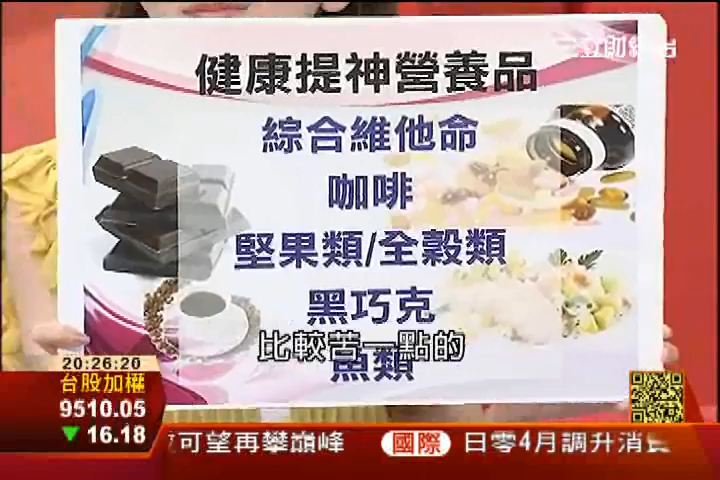 健康提神營養品
綜合維他命
咖啡
堅果類/全穀類
黑巧克
比較苦一點的
魚類
20:26:20
台股加權
9510.05
▼16.18
可望再攀巔峰 國際 日零4月調升消費